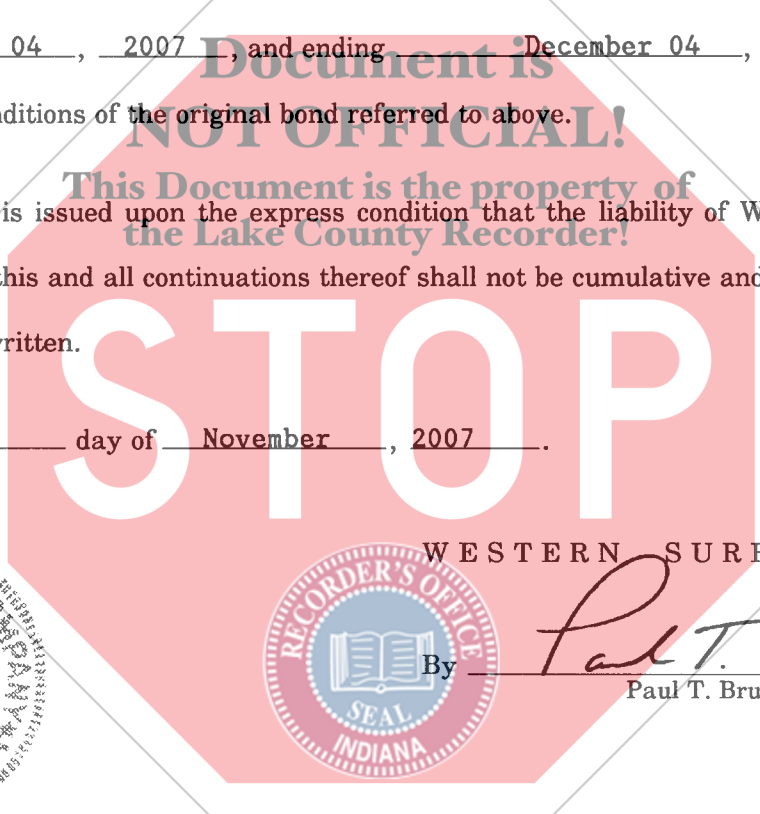 04, 2007, and ending December 04,
Document is
nditions of the original bond referred to above.
NOT OFFICIAL!
This Document is the property of
is issued upon the express condition that the liability of W
the Lake County Recorder!
this and all continuations thereof shall not be cumulative and
STOP
ritten.
day of November, 2007.
WESTERN SURE
RECORDER'S OFFICE
SEAL
INDIANA
By Paul T.
Paul T. Bru
PANY